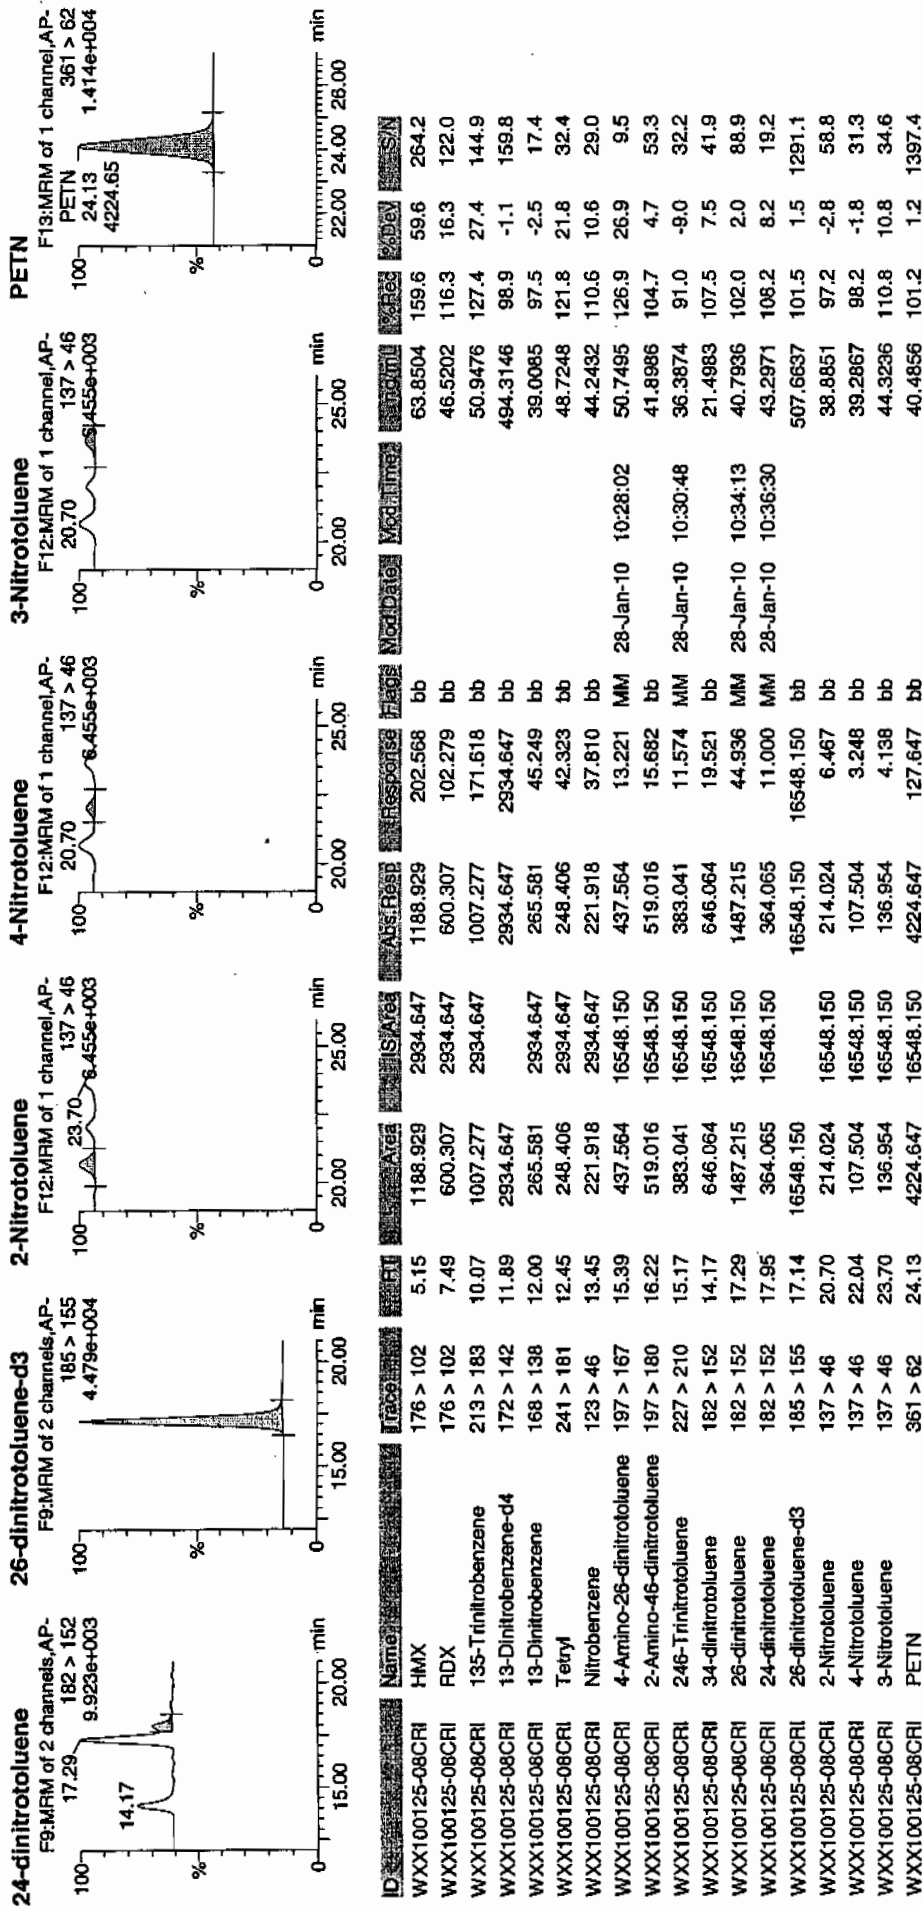 24-dinitrotoluene
F9:MRM of 2 channels,AP-
182 > 152
9.923e+003
17.29
14.17
100
%
0
15.00
20.00
min
26-dinitrotoluene-d3
F9:MRM of 2 channels,AP-
185 > 155
4.479e+004
100
%
0
15.00
20.00
min
2-Nitrotoluene
F12:MRM of 1 channel,AP-
137 > 46
6.455e+003
23.70
100
%
0
20.00
25.00
min
4-Nitrotoluene
F12:MRM of 1 channel,AP-
137 > 46
6.455e+003
20.70
100
%
0
20.00
25.00
min
3-Nitrotoluene
F12:MRM of 1 channel,AP-
137 > 46
6.455e+003
20.70
100
%
0
20.00
25.00
min
PETN
F13:MRM of 1 channel,AP-
PETN 361 > 62
24.13 1.414e+004
4224.65
100
%
0
22.00
24.00
26.00
min
ID Name Trace RT Area IS Area Abs.Resp Response Flags Mod.Date Mod.Time ng/mL %Rec %Dev S/N
WXX100125-08CRI HMX 176 > 102 5.15 1188.929 2934.647 1188.929 202.568 bb 63.8504 159.6 59.6 264.2
WXX100125-08CRI RDX 176 > 102 7.49 600.307 2934.647 600.307 102.279 bb 46.5202 116.3 16.3 122.0
WXX100125-08CRI 135-Trinitrobenzene 213 > 183 10.07 1007.277 2934.647 1007.277 171.618 bb 50.9476 127.4 27.4 144.9
WXX100125-08CRI 13-Dinitrobenzene-d4 172 > 142 11.89 2934.647 2934.647 2934.647 bb 494.3146 98.9 -1.1 159.8
WXX100125-08CRI 13-Dinitrobenzene 168 > 138 12.00 265.581 2934.647 265.581 45.249 bb 39.0085 97.5 -2.5 17.4
WXX100125-08CRI Tetryl 241 > 181 12.45 248.406 2934.647 248.406 42.323 bb 48.7248 121.8 21.8 32.4
WXX100125-08CRI Nitrobenzene 123 > 46 13.45 221.918 2934.647 221.918 37.810 bb 44.2432 110.6 10.6 29.0
WXX100125-08CRI 4-Amino-26-dinitrotoluene 197 > 167 15.39 437.564 16548.150 437.564 13.221 MM 28-Jan-10 10:28:02 50.7495 126.9 26.9 9.5
WXX100125-08CRI 2-Amino-46-dinitrotoluene 197 > 180 16.22 519.016 16548.150 519.016 15.682 bb 41.8986 104.7 4.7 53.3
WXX100125-08CRI 246-Trinitrotoluene 227 > 210 15.17 383.041 16548.150 383.041 11.574 MM 28-Jan-10 10:30:48 36.3874 91.0 -9.0 32.2
WXX100125-08CRI 34-dinitrotoluene 182 > 152 14.17 646.064 16548.150 646.064 19.521 bb 21.4983 107.5 7.5 41.9
WXX100125-08CRI 26-dinitrotoluene 182 > 152 17.29 1487.215 16548.150 1487.215 44.936 MM 28-Jan-10 10:34:13 40.7936 102.0 2.0 88.9
WXX100125-08CRI 24-dinitrotoluene 182 > 152 17.95 364.065 16548.150 364.065 11.000 MM 28-Jan-10 10:36:30 43.2971 108.2 8.2 19.2
WXX100125-08CRI 26-dinitrotoluene-d3 185 > 155 17.14 16548.150 16548.150 16548.150 bb 507.6637 101.5 1.5 1291.1
WXX100125-08CRI 2-Nitrotoluene 137 > 46 20.70 214.024 16548.150 214.024 6.467 bb 38.8851 97.2 -2.8 58.8
WXX100125-08CRI 4-Nitrotoluene 137 > 46 22.04 107.504 16548.150 107.504 3.248 bb 39.2867 98.2 -1.8 31.3
WXX100125-08CRI 3-Nitrotoluene 137 > 46 23.70 136.954 16548.150 136.954 4.138 bb 44.3236 110.8 10.8 34.6
WXX100125-08CRI PETN 361 > 62 24.13 4224.647 16548.150 4224.647 127.647 bb 40.4856 101.2 1.2 1397.4